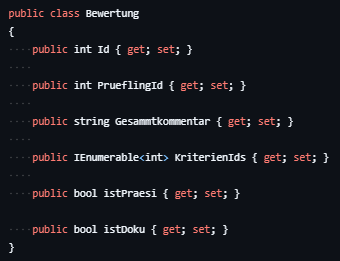 public class Bewertung
{
    public int Id { get; set; }
    public int PrueflingId { get; set; }
    public string Gesammtkommentar { get; set; }
    public IEnumerable<int> KriterienIds { get; set; }
    public bool istPraesi { get; set; }
    public bool istDoku { get; set; }
}